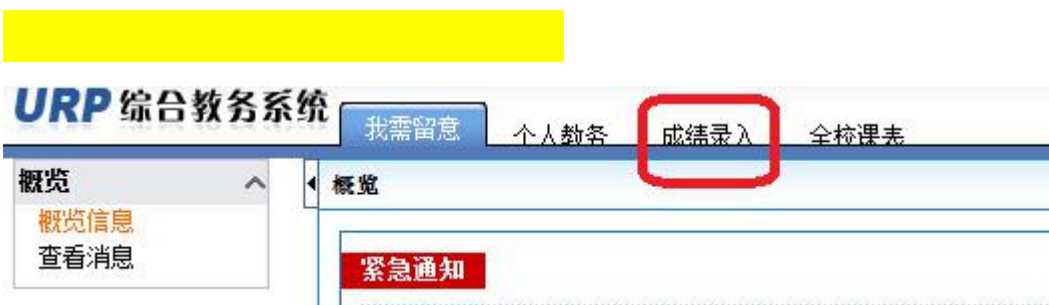 URP 综合教务系统
我需留意 个人教务 成绩录入 全校课表
概览
概览信息
查看消息
概览
紧急通知